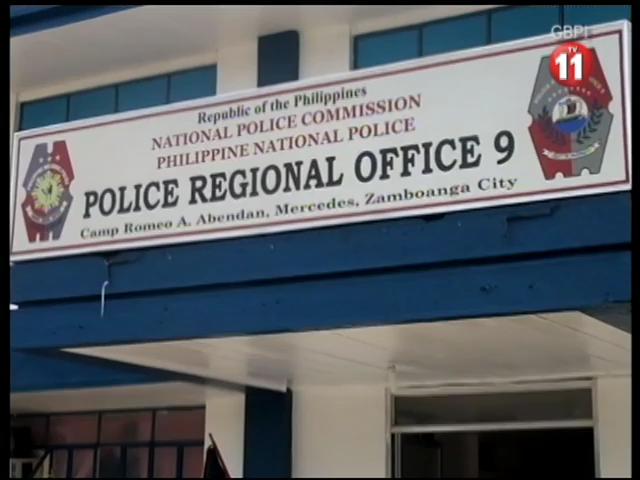 GBPI
TV
11
Republic of the Philippines
NATIONAL POLICE COMMISSION
PHILIPPINE NATIONAL POLICE
POLICE REGIONAL OFFICE 9
Camp Romeo A. Abendan, Mercedes, Zamboanga City